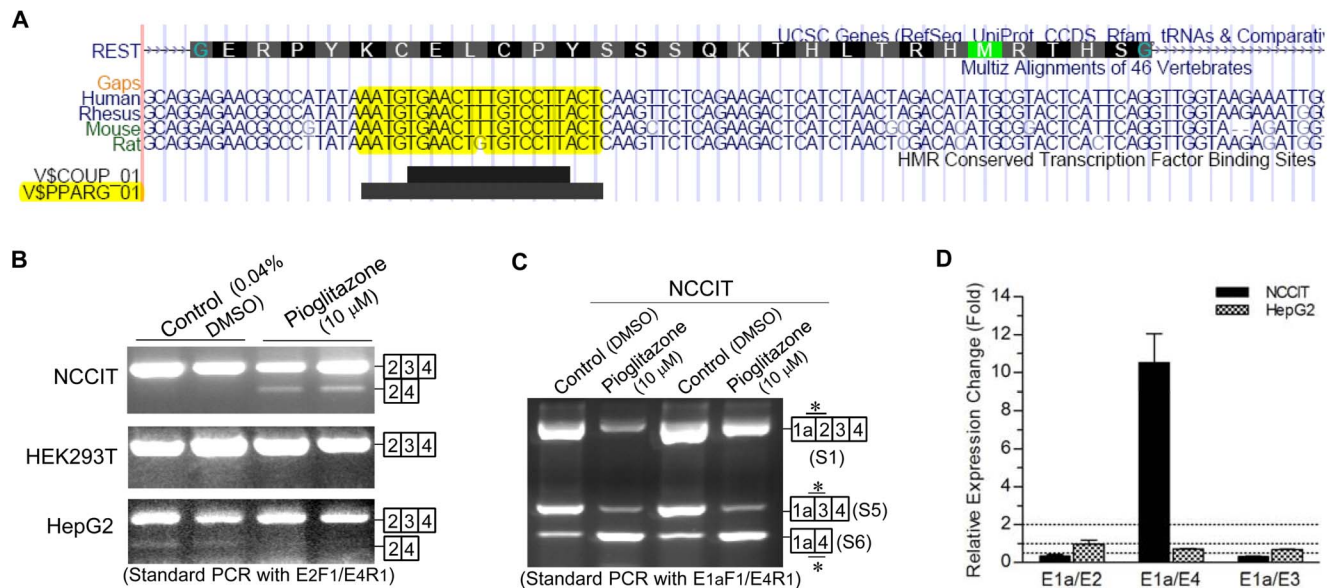 A
UCSC Genes (RefSeq, UniProt, CCDS, Rfam, tRNAs & Comparativ
REST
G E R P Y K C E L C P Y S S S Q K T H L T R H M R T H S G
Multiz Alignments of 46 Vertebrates
Gaps
Human GCAGGAGAACGCCCATATAAATGTGAACTTTGTCCTTACTCAAGTTCTCAGAAGACTCATCTAACTAGACATATGCGTACTCATTCAGGTTGGTAAGAAATTGG
Rhesus GCAGGAGAACGCCCATATAAATGTGAACTTTGTCCTTACTCAAGTTCTCAGAAGACTCATCTAACTAGACATATGCGTACTCATTCAGGTTGGTAAGAAATTGG
Mouse GCAGGAGAACGCCCGTATAAATGTGAACTTTGTCCTTACTCAAGCTCTCAGAAGACTCATCTAACGCGACACATGCGGACTCATTCAGGTTGGTA--AGATGG
Rat GCAGGAGAACGCCCTTATAAATGTGAACTGTGTCCTTACTCAAGTTCTCAGAAGACTCATCTAACTCGACATATGCGTACTCACTCAGGTTGGTAAGAGATGG
HMR Conserved Transcription Factor Binding Sites
V$COUP_01
V$PPARG_01
B
Control (0.04% DMSO)
Pioglitazone (10 μM)
NCCIT
2 3 4
2 4
HEK293T
2 3 4
HepG2
2 3 4
2 4
(Standard PCR with E2F1/E4R1)
C
NCCIT
Control (DMSO)
Pioglitazone (10 μM)
Control (DMSO)
Pioglitazone (10 μM)
*
1a 2 3 4
(S1)
*
1a 3 4 (S5)
1a 4 (S6)
*
(Standard PCR with E1aF1/E4R1)
D
Relative Expression Change (Fold)
14
12
10
8
6
4
2
0
NCCIT
HepG2
E1a/E2
E1a/E4
E1a/E3